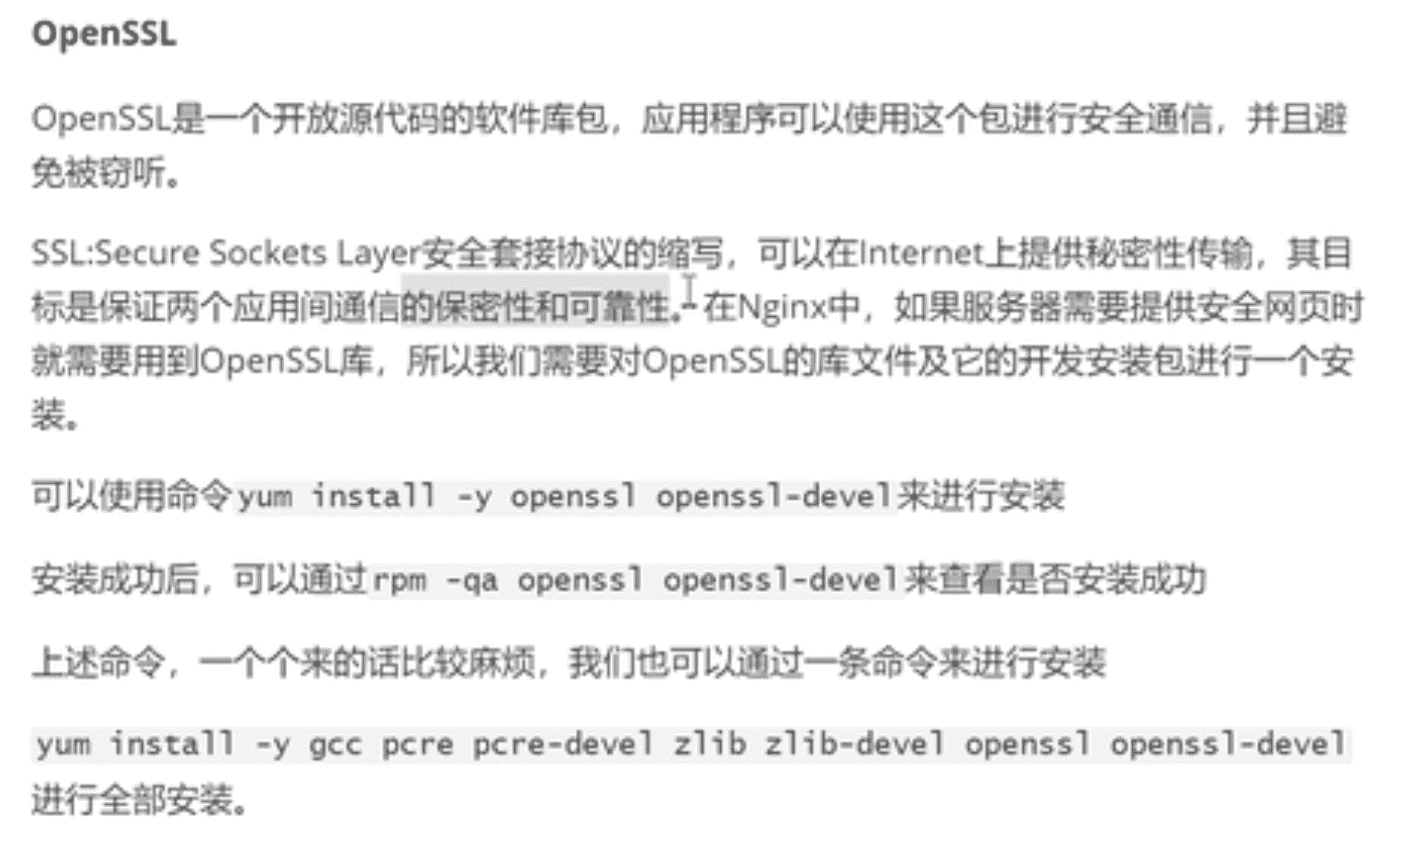 OpenSSL
OpenSSL是一个开放源代码的软件库包，应用程序可以使用这个包进行安全通信，并且避
免被窃听。
SSL:Secure Sockets Layer安全套接协议的缩写，可以在Internet上提供秘密性传输，其目
标是保证两个应用间通信的保密性和可靠性。在Nginx中，如果服务器需要提供安全网页时
就需要用到OpenSSL库，所以我们需要对OpenSSL的库文件及它的开发安装包进行一个安
装。
可以使用命令yum install -y openssl openssl-devel来进行安装
安装成功后，可以通过rpm -qa openssl openssl-devel来查看是否安装成功
上述命令，一个个来的话比较麻烦，我们也可以通过一条命令来进行安装
yum install -y gcc pcre pcre-devel zlib zlib-devel openssl openssl-devel
进行全部安装。